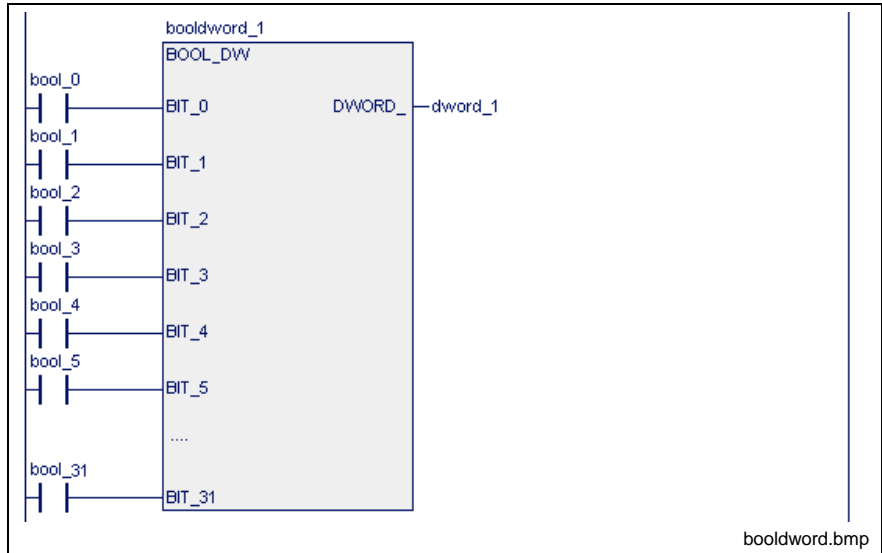 booldword_1
BOOL_DW
bool_0
BIT_0 DWORD_ dword_1
bool_1
BIT_1
bool_2
BIT_2
bool_3
BIT_3
bool_4
BIT_4
bool_5
BIT_5
....
bool_31
BIT_31
booldword.bmp